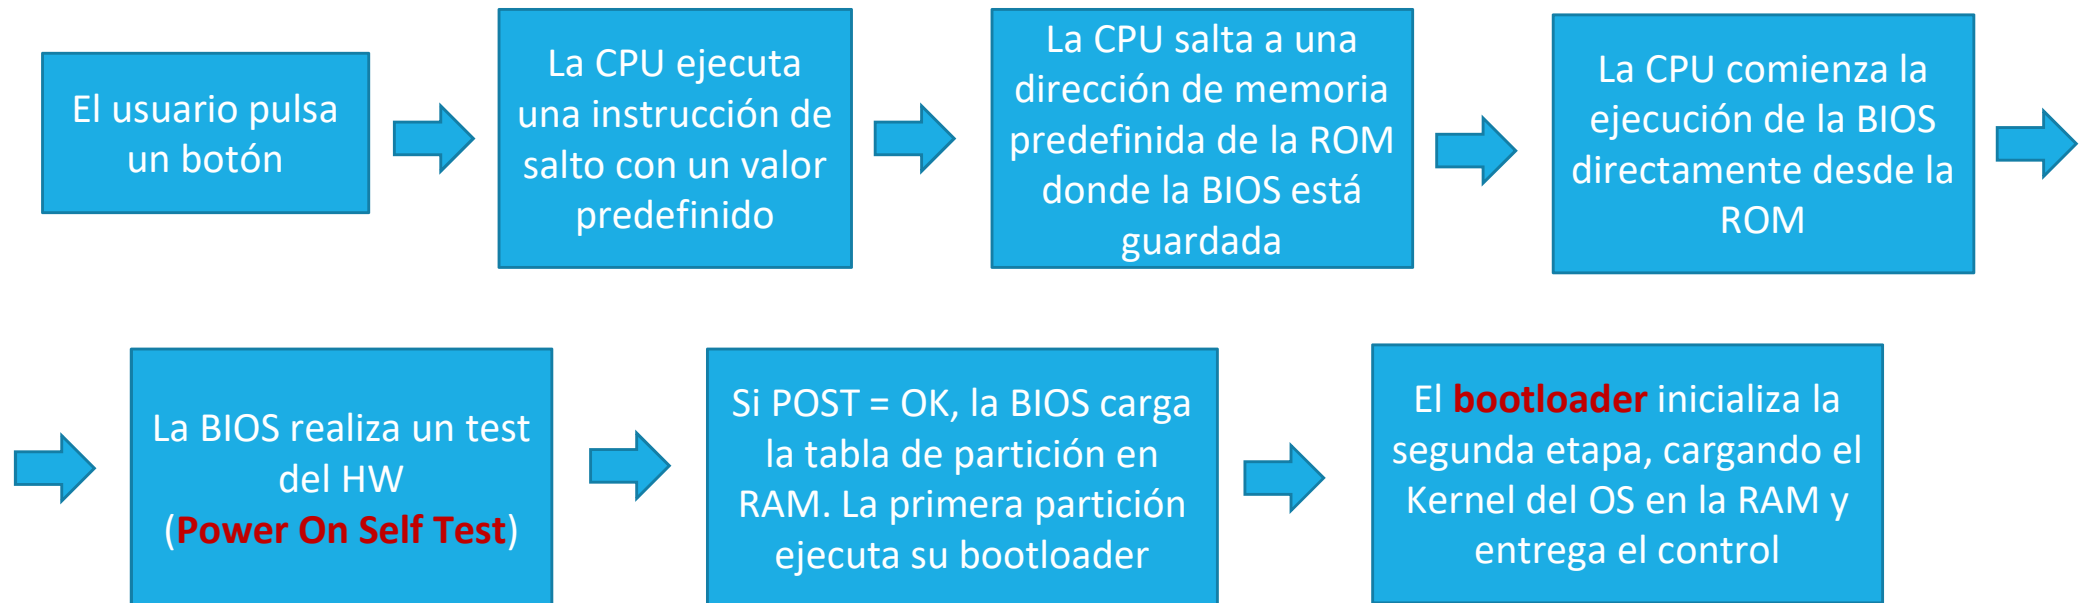 El usuario pulsa
un botón
La CPU ejecuta
una instrucción de
salto con un valor
predefinido
La CPU salta a una
dirección de memoria
predefinida de la ROM
donde la BIOS está
guardada
La CPU comienza la
ejecución de la BIOS
directamente desde la
ROM
La BIOS realiza un test
del HW
(Power On Self Test)
Si POST = OK, la BIOS carga
la tabla de partición en
RAM. La primera partición
ejecuta su bootloader
El bootloader inicializa la
segunda etapa, cargando el
Kernel del OS en la RAM y
entrega el control